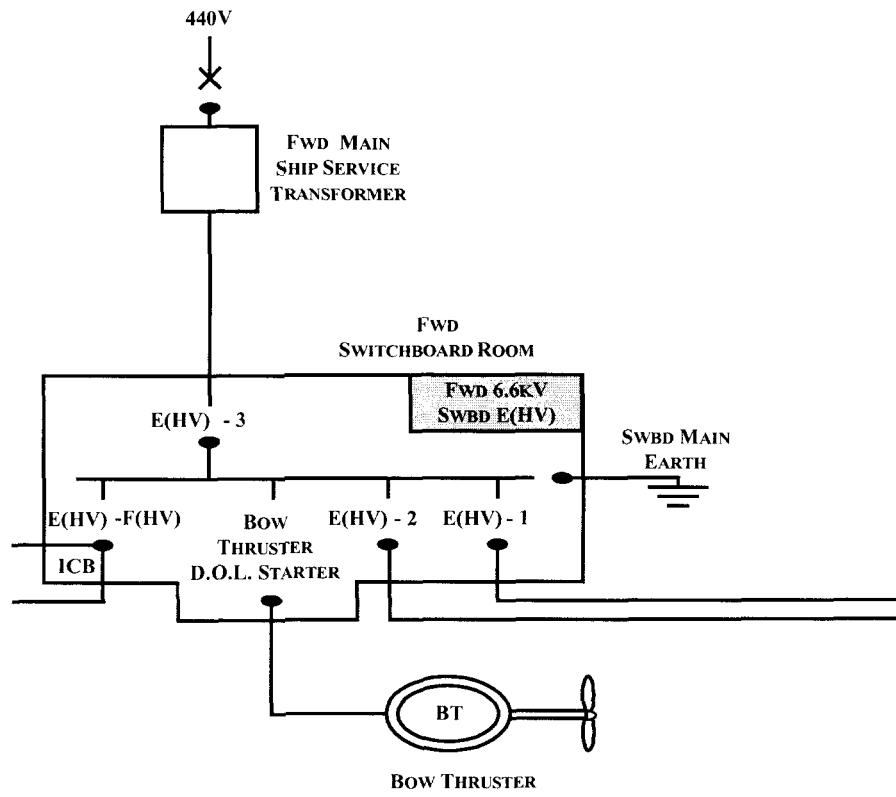 440V
FWD MAIN
SHIP SERVICE
TRANSFORMER
FWD
SWITCHBOARD ROOM
FWD 6.6KV
SWBD E(HV)
E(HV) - 3
SWBD MAIN
EARTH
E(HV) -F(HV)
BOW
THRUSTER
D.O.L. STARTER
E(HV) - 2
E(HV) - 1
ICB
BT
BOW THRUSTER